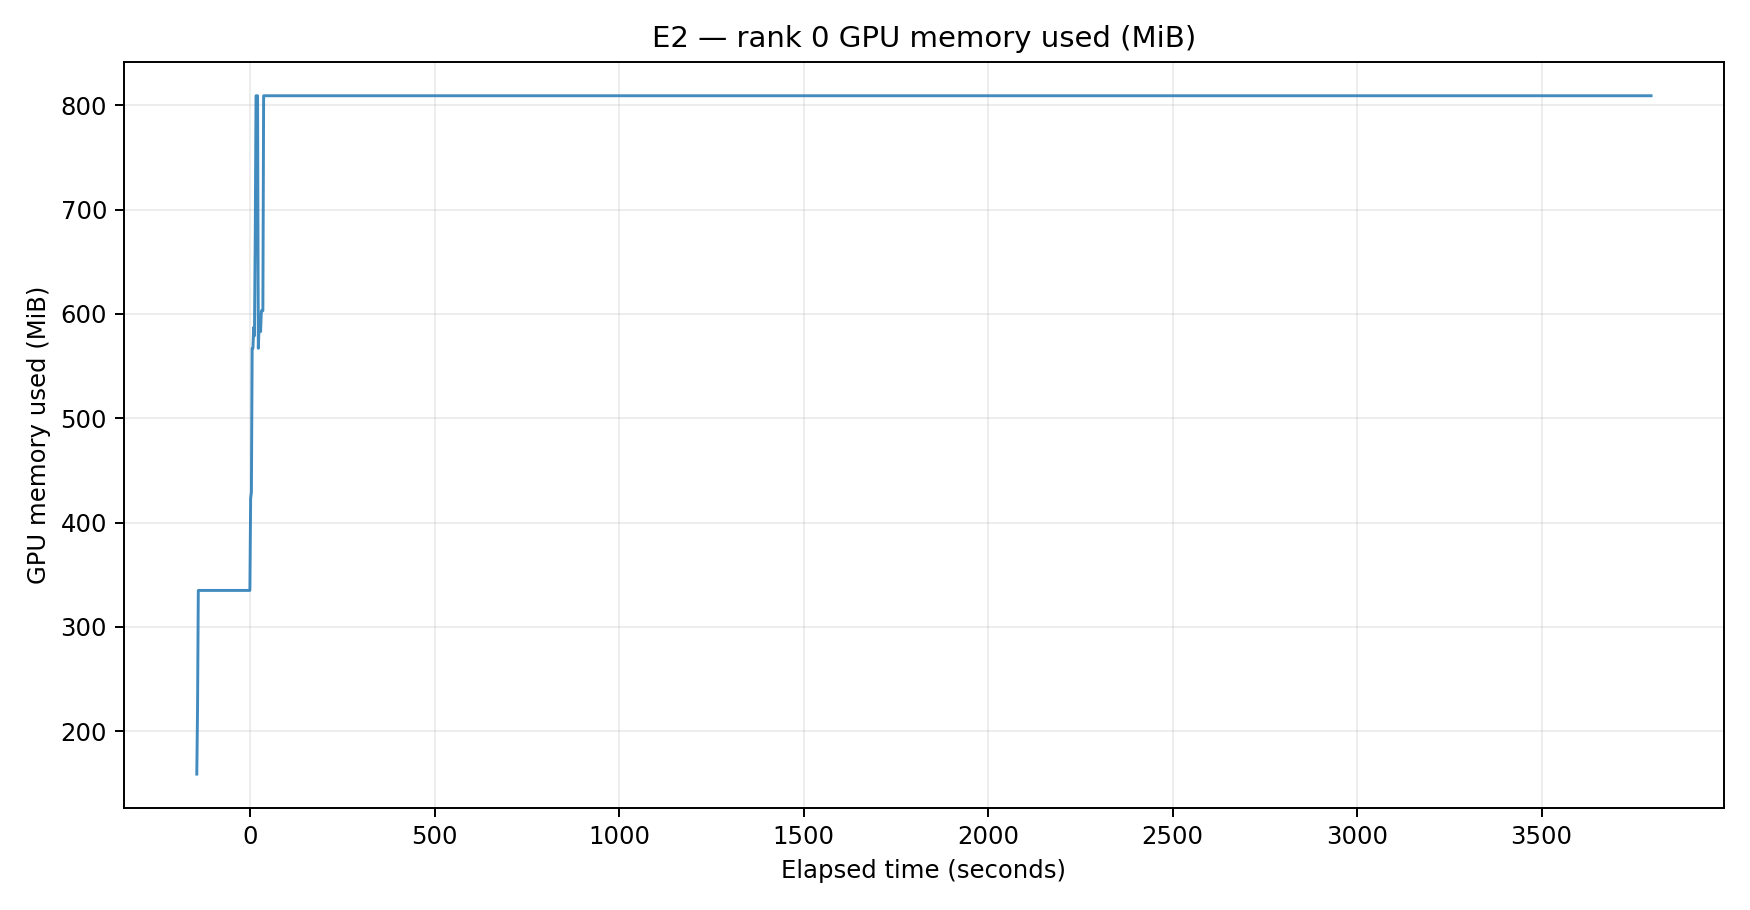 E2 — rank 0 GPU memory used (MiB)
GPU memory used (MiB)
800
700
600
500
400
300
200
0 500 1000 1500 2000 2500 3000 3500
Elapsed time (seconds)